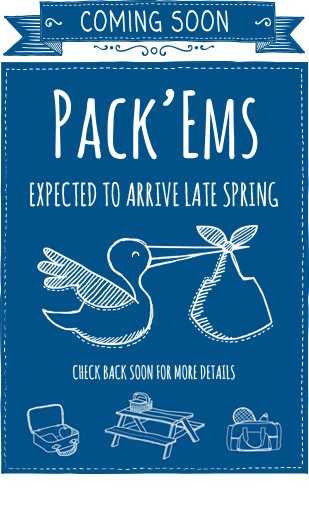 COMING SOON
PACK'EMS
EXPECTED TO ARRIVE LATE SPRING
CHECK BACK SOON FOR MORE DETAILS